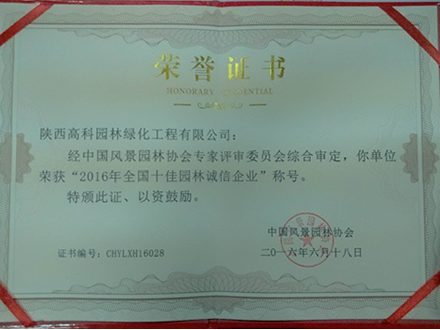 荣誉证书
HONORARY CREDENTIAL
陕西高科园林绿化工程有限公司：
经中国风景园林协会专家评审委员会综合审定，你单位
荣获“2016年全国十佳园林诚信企业”称号。
特颁此证、以资鼓励。
中国风景园林协会
证书编号：CHYLXH16028
二〇一六年六月十八日